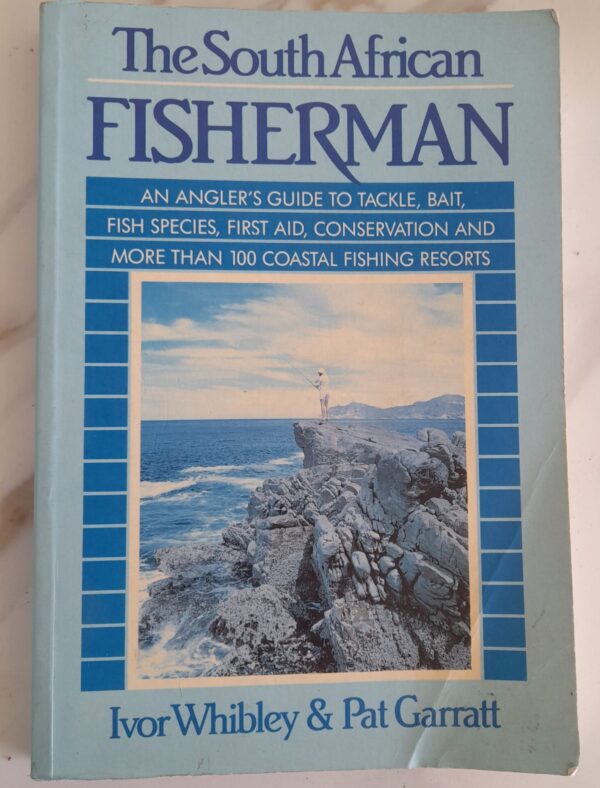 The South African
FISHERMAN
AN ANGLER'S GUIDE TO TACKLE, BAIT,
FISH SPECIES, FIRST AID, CONSERVATION AND
MORE THAN 100 COASTAL FISHING RESORTS
Ivor Whibley & Pat Garratt